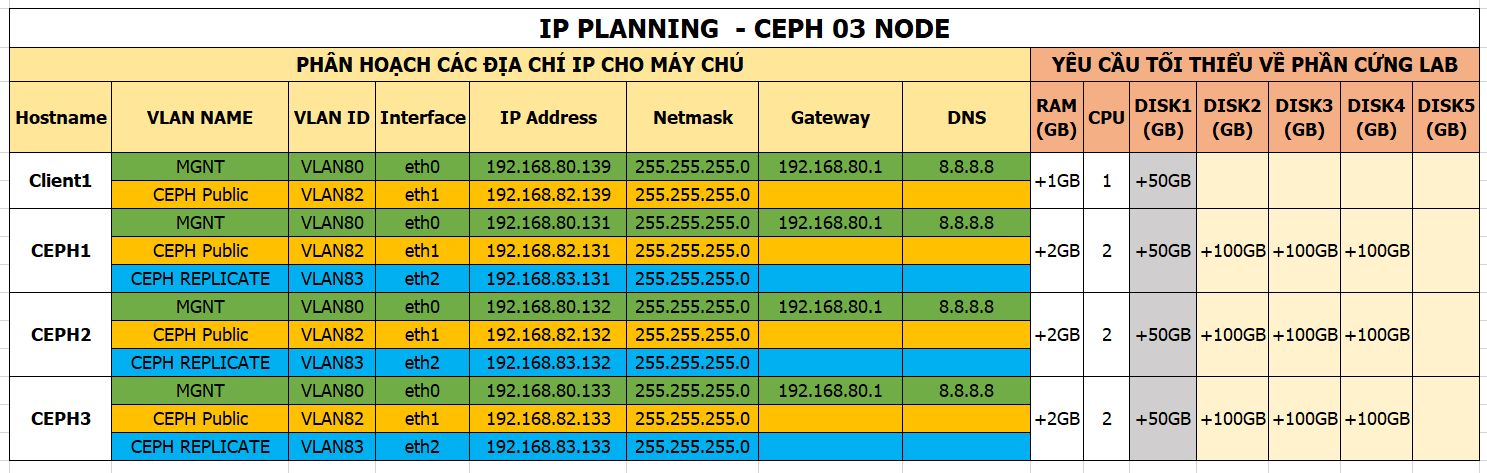 IP PLANNING - CEPH 03 NODE
PHÂN HOẠCH CÁC ĐỊA CHỈ IP CHO MÁY CHỦ YÊU CẦU TỐI THIỂU VỀ PHẦN CỨNG LAB
Hostname VLAN NAME VLAN ID Interface IP Address Netmask Gateway DNS RAM (GB) CPU DISK1 (GB) DISK2 (GB) DISK3 (GB) DISK4 (GB) DISK5 (GB)
Client1 +1GB 1 +50GB
MGNT VLAN80 eth0 192.168.80.139 255.255.255.0 192.168.80.1 8.8.8.8
CEPH Public VLAN82 eth1 192.168.82.139 255.255.255.0
MGNT VLAN80 eth0 192.168.80.131 255.255.255.0 192.168.80.1 8.8.8.8
CEPH1 CEPH Public VLAN82 eth1 192.168.82.131 255.255.255.0 +2GB 2 +50GB +100GB +100GB +100GB
CEPH REPLICATE VLAN83 eth2 192.168.83.131 255.255.255.0
MGNT VLAN80 eth0 192.168.80.132 255.255.255.0 192.168.80.1 8.8.8.8
CEPH2 CEPH Public VLAN82 eth1 192.168.82.132 255.255.255.0 +2GB 2 +50GB +100GB +100GB +100GB
CEPH REPLICATE VLAN83 eth2 192.168.83.132 255.255.255.0
MGNT VLAN80 eth0 192.168.80.133 255.255.255.0 192.168.80.1 8.8.8.8
CEPH3 CEPH Public VLAN82 eth1 192.168.82.133 255.255.255.0 +2GB 2 +50GB +100GB +100GB +100GB
CEPH REPLICATE VLAN83 eth2 192.168.83.133 255.255.255.0